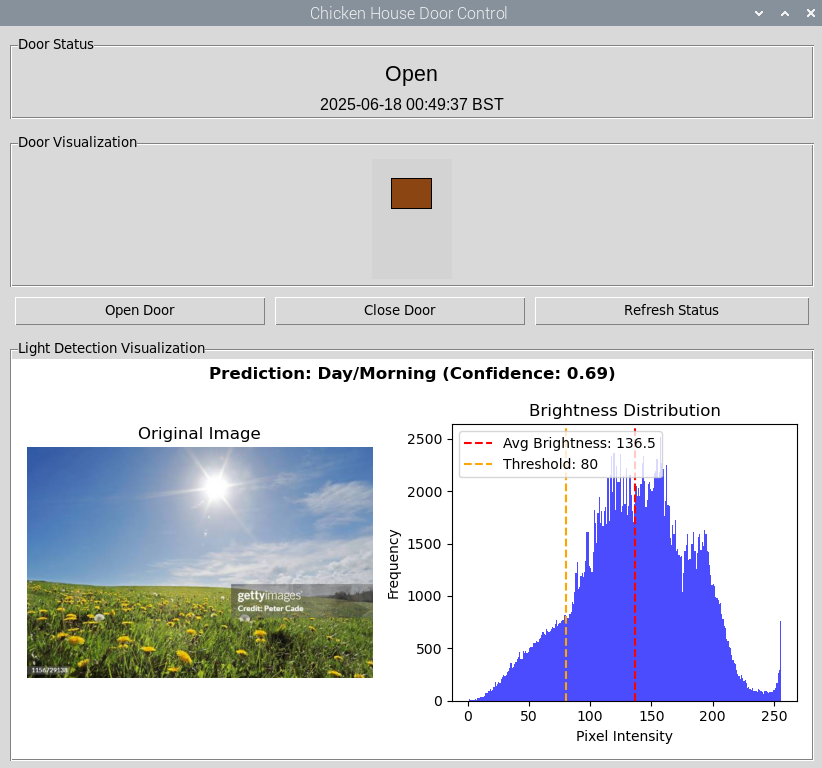 Chicken House Door Control
Door Status
Open
2025-06-18 00:49:37 BST
Door Visualization
Open Door
Close Door
Refresh Status
Light Detection Visualization
Prediction: Day/Morning (Confidence: 0.69)
Original Image
gettyimages
Credit: Peter Cade
1156729138
Brightness Distribution
Avg Brightness: 136.5
Threshold: 80
2500
2000
1500
1000
500
0
Frequency
0 50 100 150 200 250
Pixel Intensity